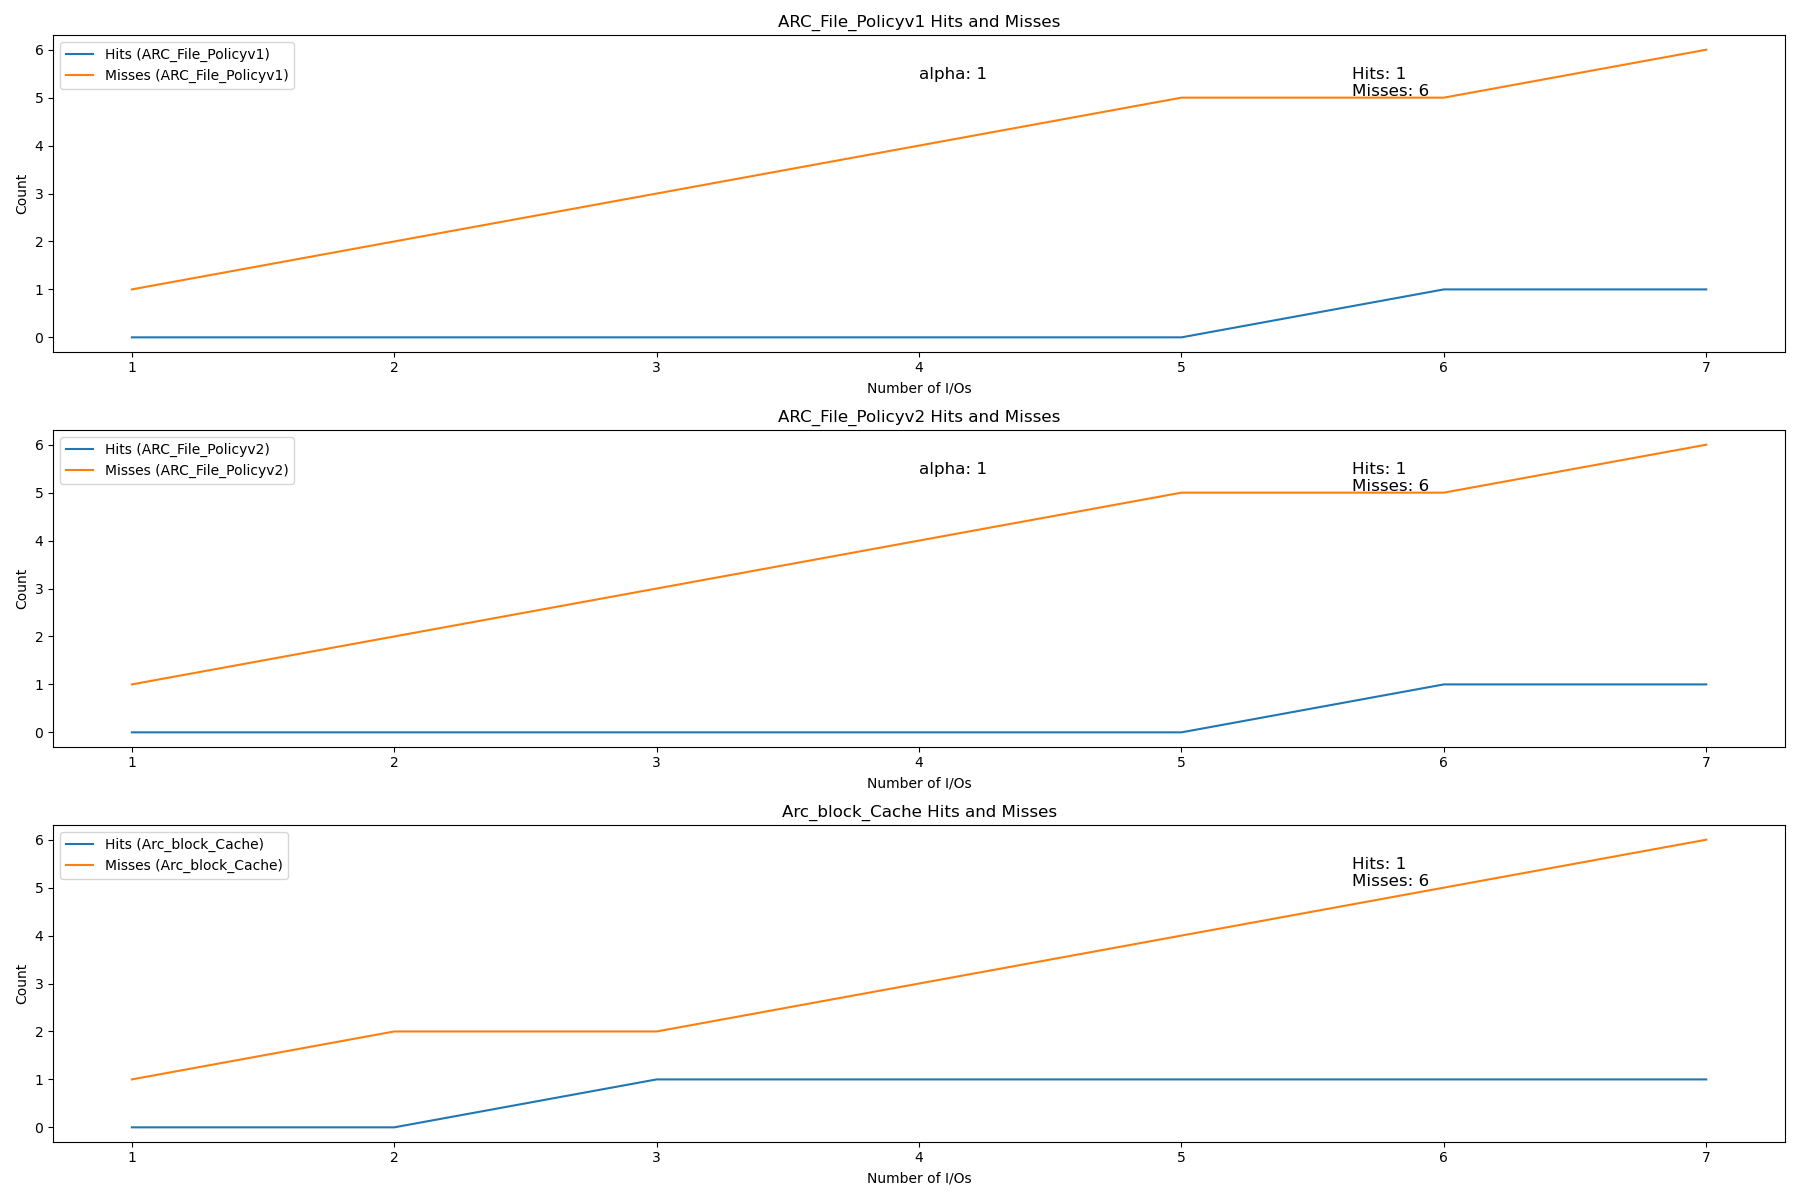 ARC_File_Policyv1 Hits and Misses
Hits (ARC_File_Policyv1)
Misses (ARC_File_Policyv1)
alpha: 1
Hits: 1
Misses: 6
Count
6
5
4
3
2
1
0
1 2 3 4 5 6 7
Number of I/Os
ARC_File_Policyv2 Hits and Misses
Hits (ARC_File_Policyv2)
Misses (ARC_File_Policyv2)
alpha: 1
Hits: 1
Misses: 6
Count
6
5
4
3
2
1
0
1 2 3 4 5 6 7
Number of I/Os
Arc_block_Cache Hits and Misses
Hits (Arc_block_Cache)
Misses (Arc_block_Cache)
Hits: 1
Misses: 6
Count
6
5
4
3
2
1
0
1 2 3 4 5 6 7
Number of I/Os